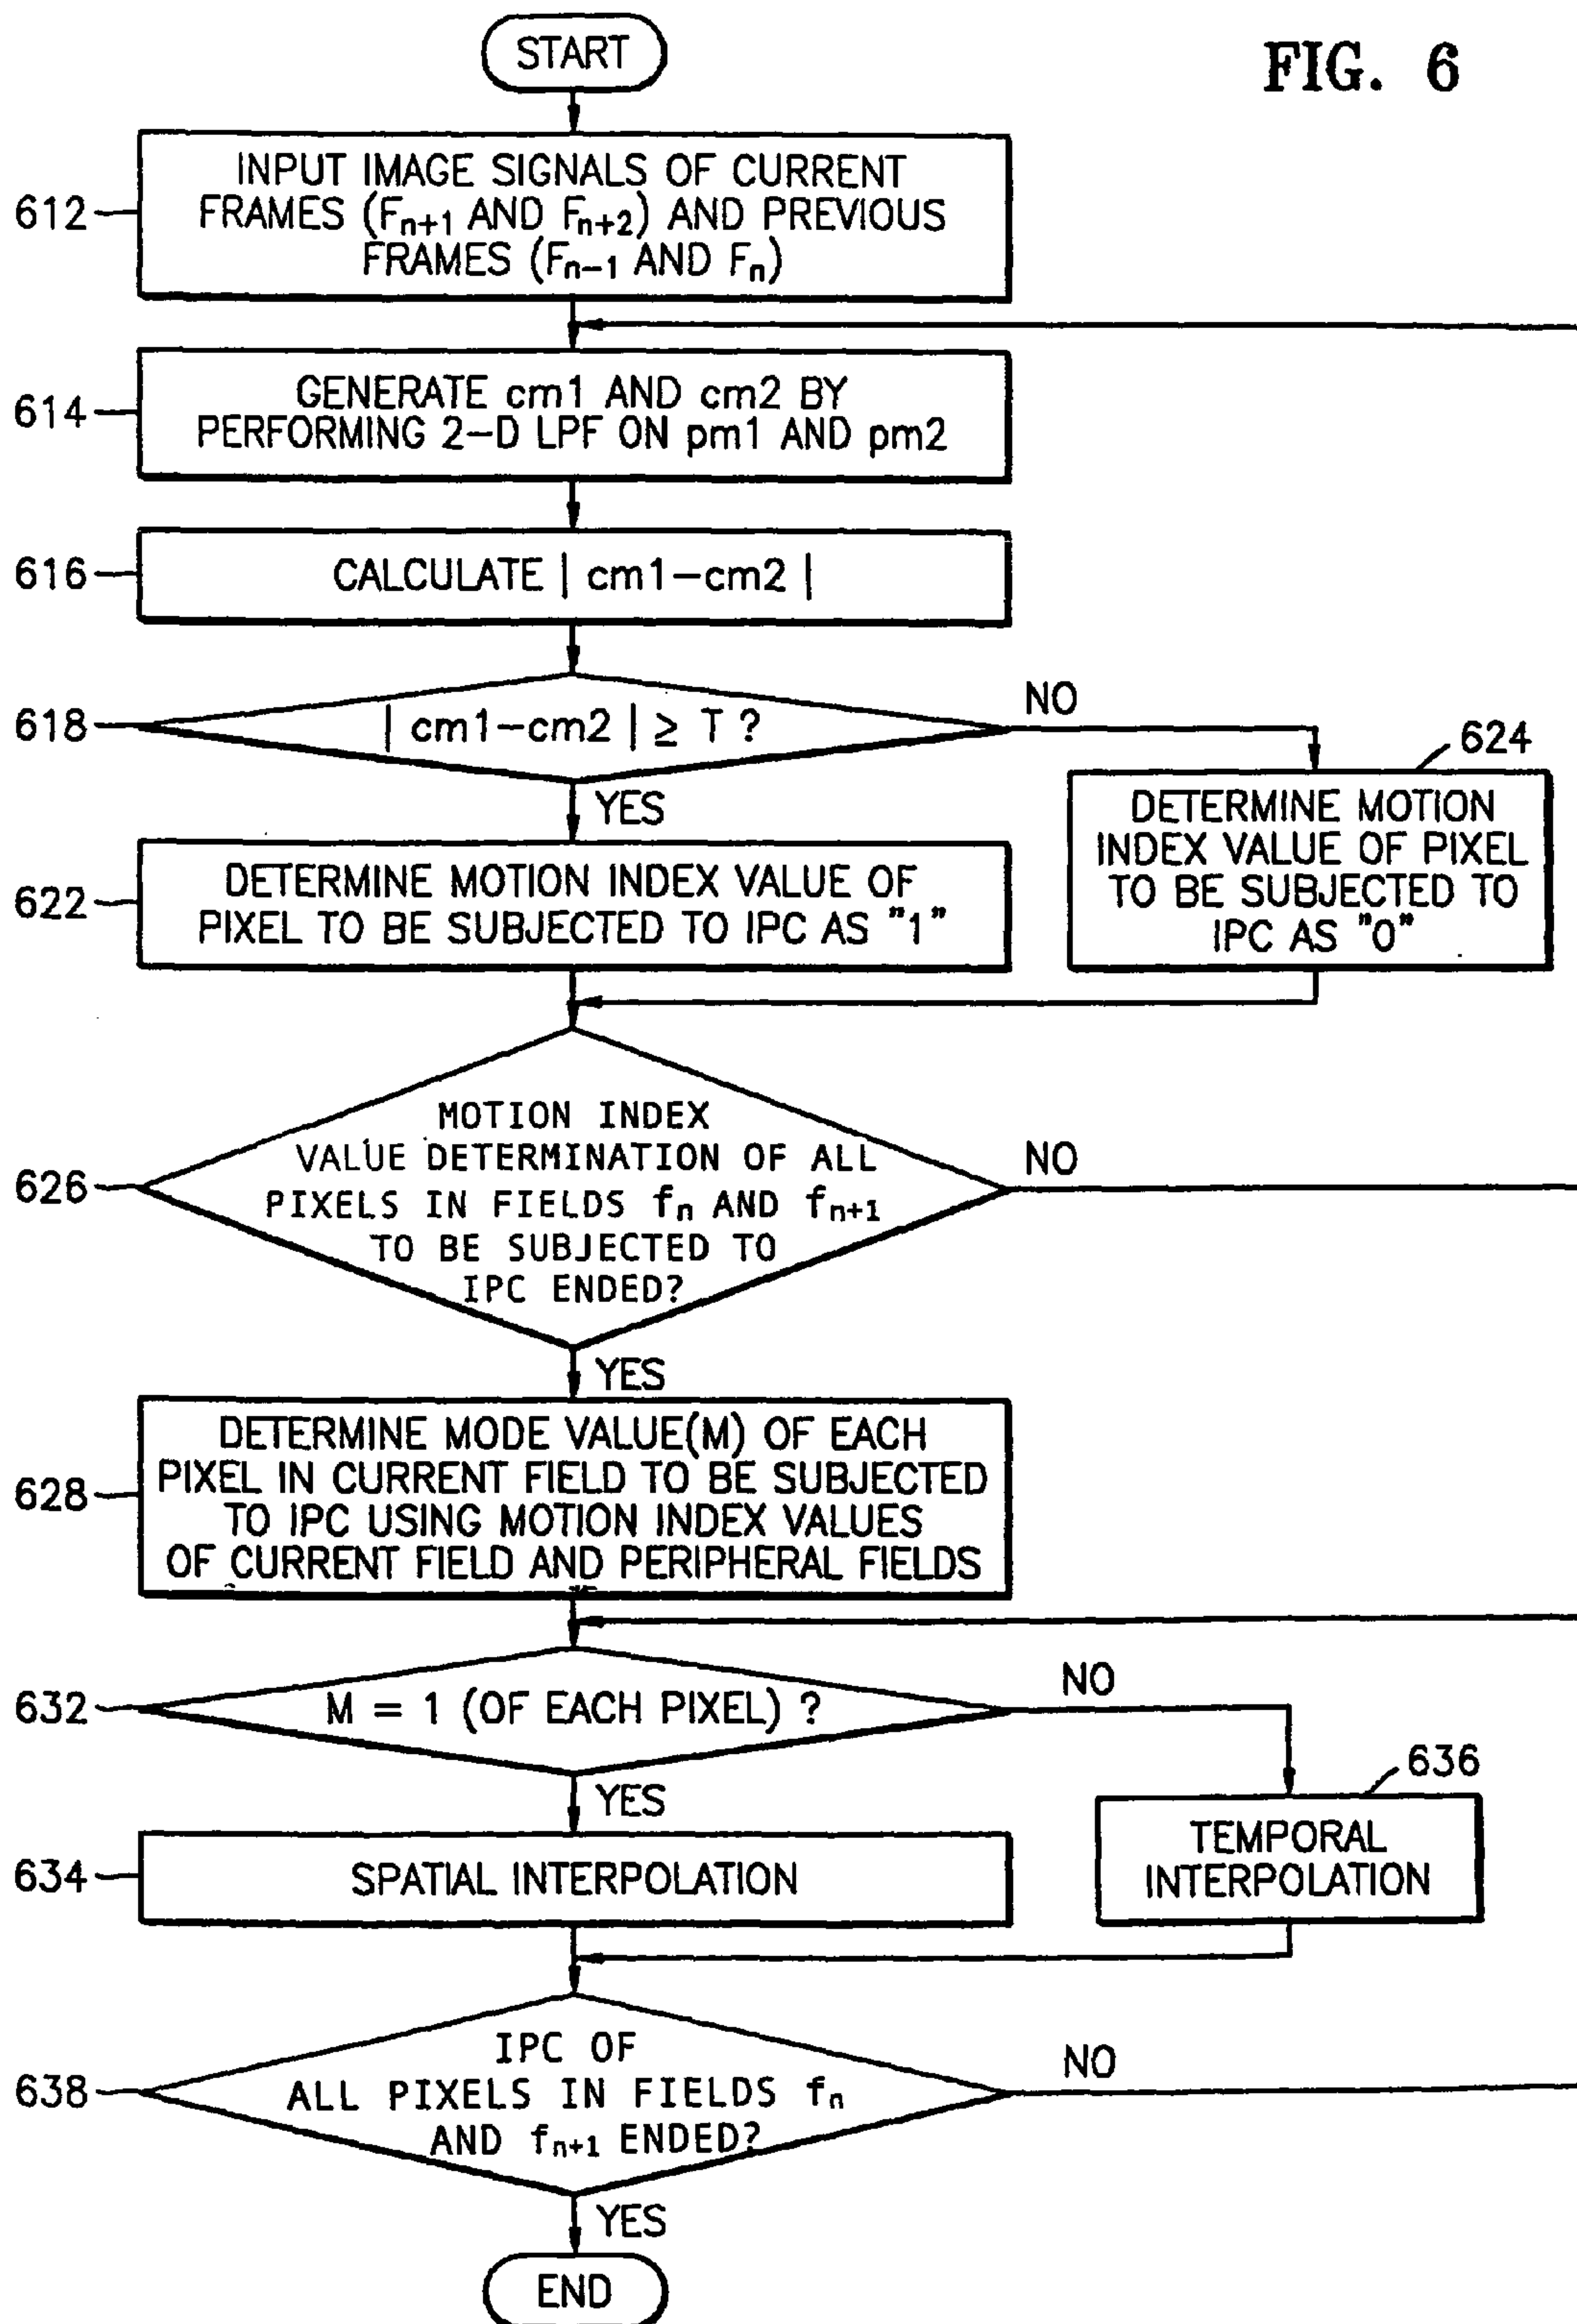 START
FIG. 6
612
INPUT IMAGE SIGNALS OF CURRENT
FRAMES (Fn+1 AND Fn+2) AND PREVIOUS
FRAMES (Fn-1 AND Fn)
614
GENERATE cm1 AND cm2 BY
PERFORMING 2-D LPF ON pm1 AND pm2
616
CALCULATE | cm1-cm2 |
618
| cm1-cm2 | ≥ T ?
NO
YES
624
DETERMINE MOTION
INDEX VALUE OF PIXEL
TO BE SUBJECTED TO
IPC AS "0"
622
DETERMINE MOTION INDEX VALUE OF
PIXEL TO BE SUBJECTED TO IPC AS "1"
626
MOTION INDEX
VALUE DETERMINATION OF ALL
PIXELS IN FIELDS fn AND fn+1
TO BE SUBJECTED TO
IPC ENDED?
NO
YES
628
DETERMINE MODE VALUE(M) OF EACH
PIXEL IN CURRENT FIELD TO BE SUBJECTED
TO IPC USING MOTION INDEX VALUES
OF CURRENT FIELD AND PERIPHERAL FIELDS
632
M = 1 (OF EACH PIXEL) ?
NO
YES
636
TEMPORAL
INTERPOLATION
634
SPATIAL INTERPOLATION
638
IPC OF
ALL PIXELS IN FIELDS fn
AND fn+1 ENDED?
NO
YES
END